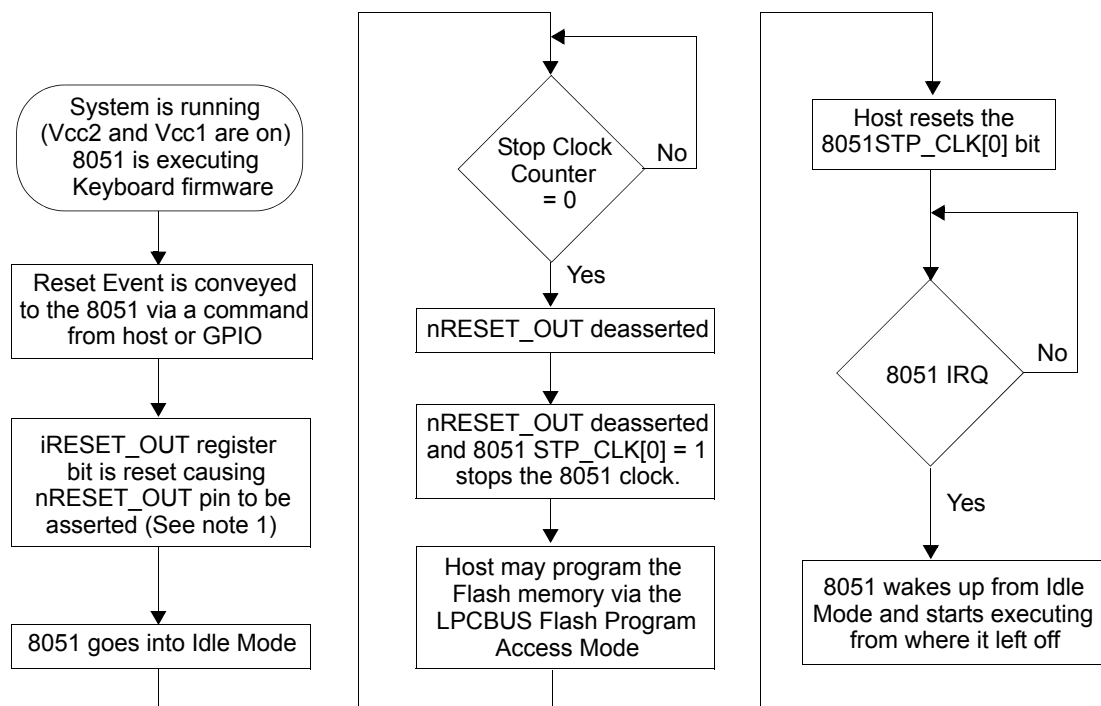 System is running
(Vcc2 and Vcc1 are on)
8051 is executing
Keyboard firmware
Reset Event is conveyed
to the 8051 via a command
from host or GPIO
iRESET_OUT register
bit is reset causing
nRESET_OUT pin to be
asserted (See note 1)
8051 goes into Idle Mode
Stop Clock
Counter
= 0
No
Yes
nRESET_OUT deasserted
nRESET_OUT deasserted
and 8051 STP_CLK[0] = 1
stops the 8051 clock.
Host may program the
Flash memory via the
LPCBUS Flash Program
Access Mode
Host resets the
8051STP_CLK[0] bit
8051 IRQ
No
Yes
8051 wakes up from Idle
Mode and starts executing
from where it left off